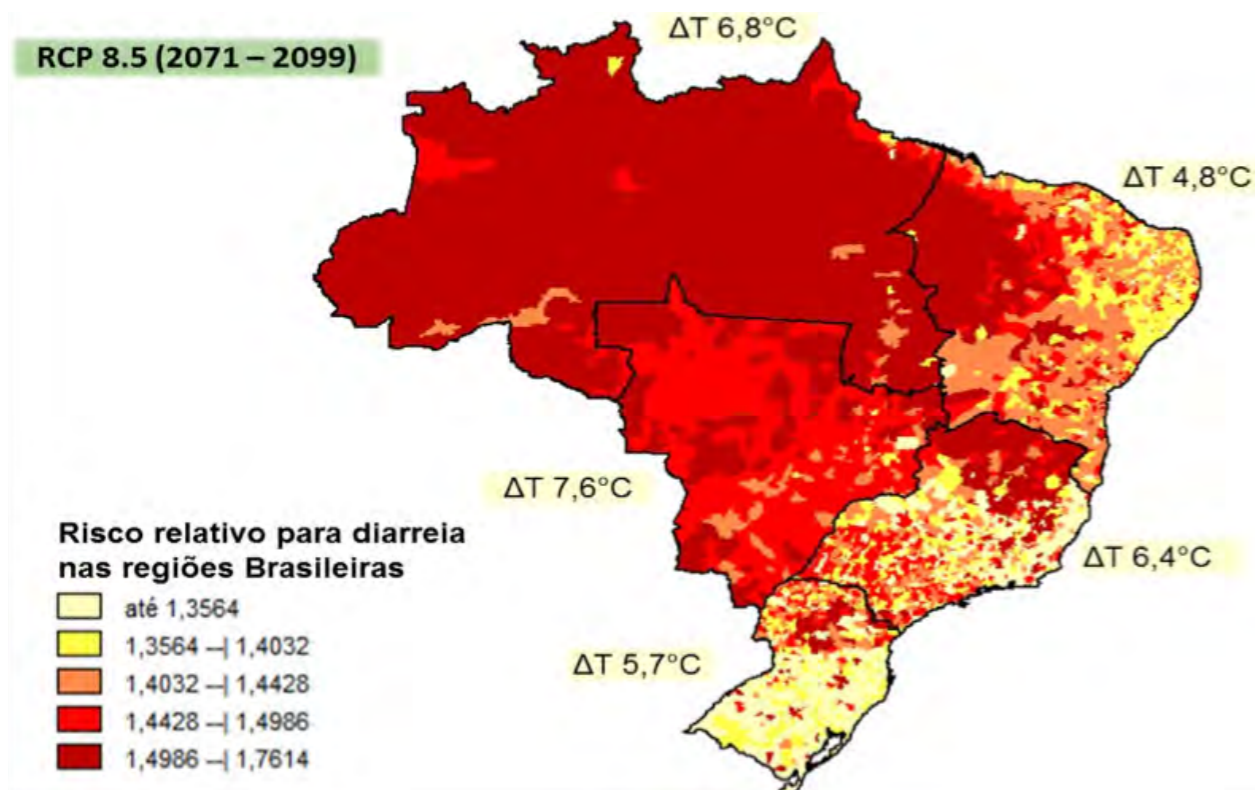 ΔT 6,8°C
RCP 8.5 (2071 – 2099)
ΔT 4,8°C
ΔT 7,6°C
ΔT 6,4°C
ΔT 5,7°C
Risco relativo para diarreia
nas regiões Brasileiras
até 1,3564
1,3564 --| 1,4032
1,4032 --| 1,4428
1,4428 --| 1,4986
1,4986 --| 1,7614